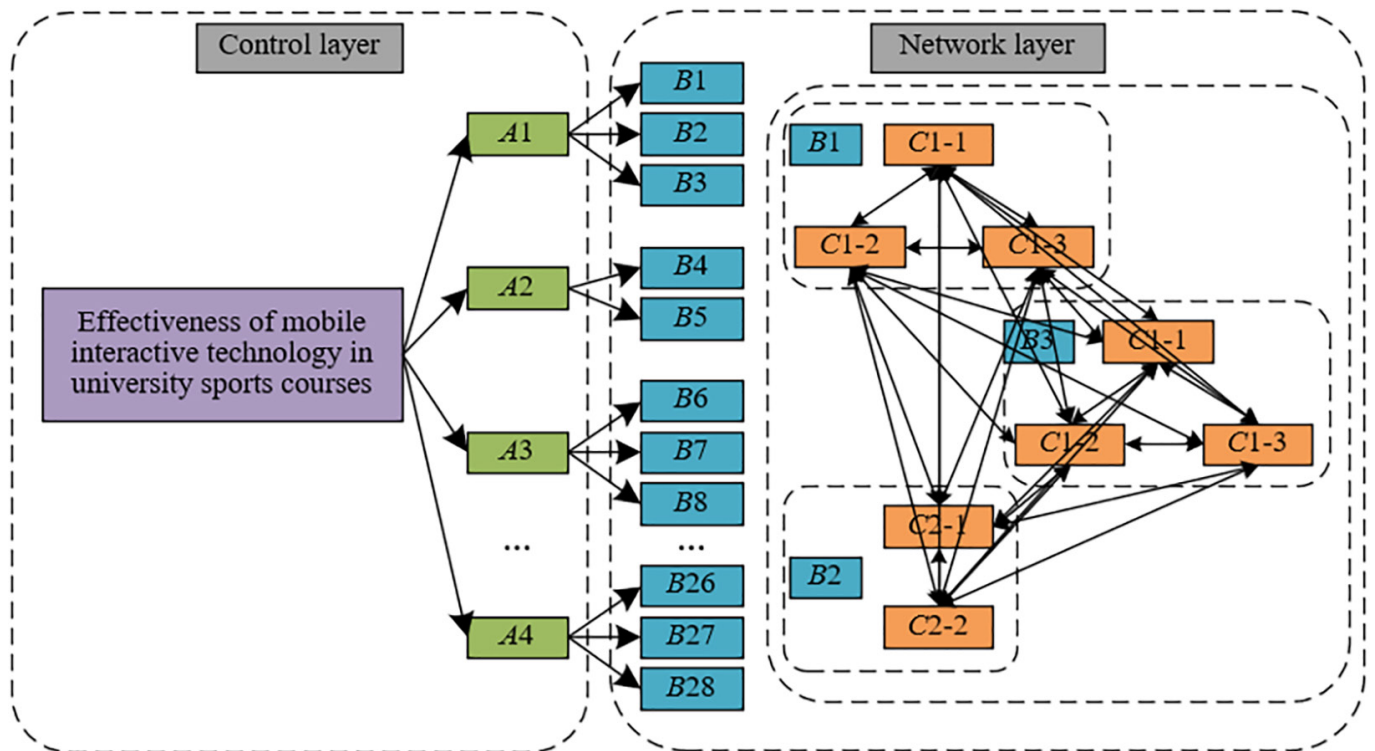 Control layer
Network layer
Effectiveness of mobile
interactive technology in
university sports courses
A1
A2
A3
...
A4
B1
B2
B3
B4
B5
B6
B7
B8
...
B26
B27
B28
B1
C1-1
C1-2
C1-3
B3
C1-1
C1-2
C1-3
C2-1
B2
C2-2